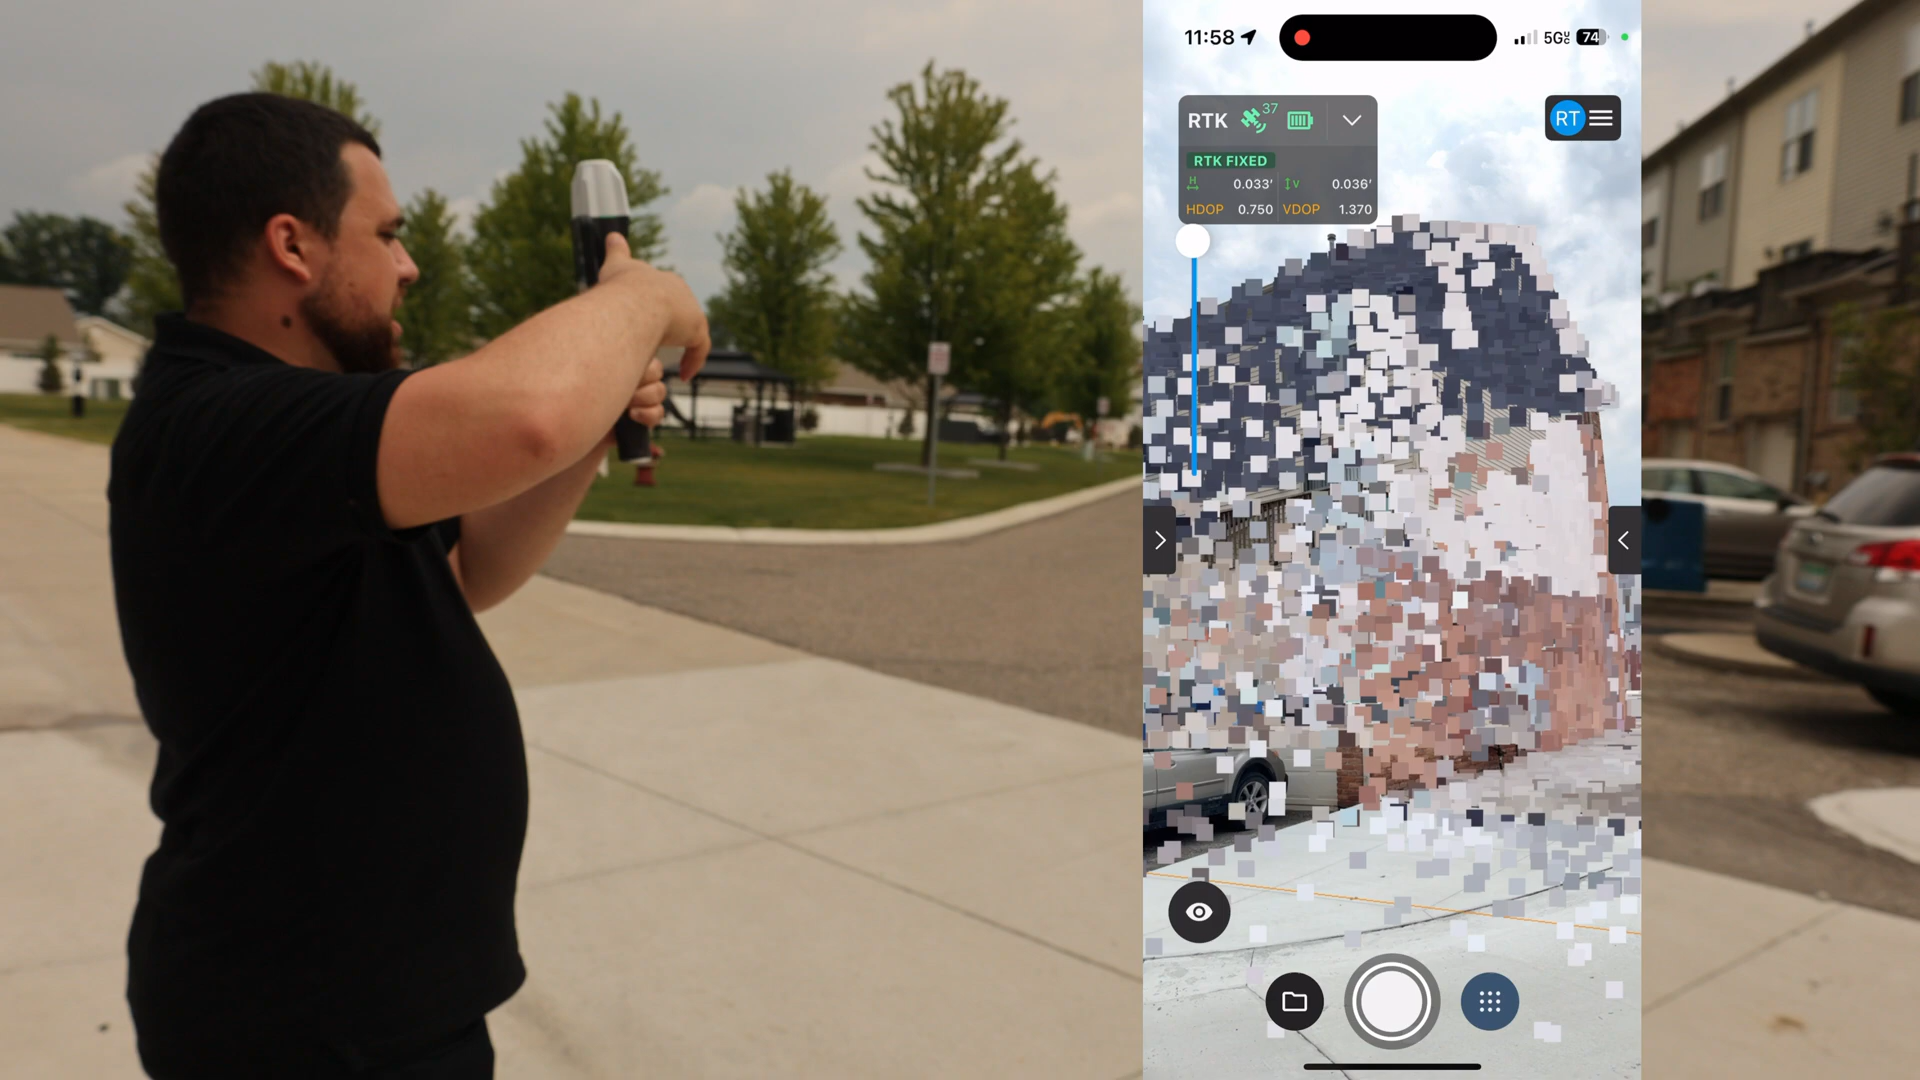 11:58
5G UC 74
RTK 37
RT
RTK FIXED
H 0.033' V 0.036'
HDOP 0.750 VDOP 1.370